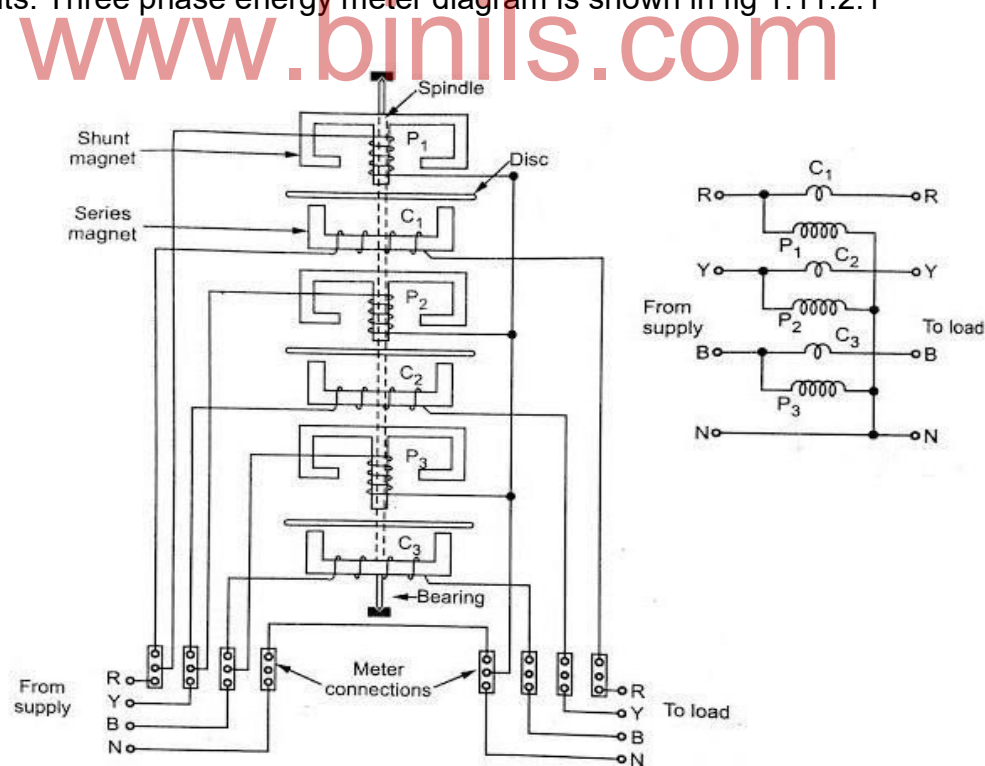 its. Three phase energy meter diagram is shown in fig 1.11.2.1
www.binils.com
Spindle
Shunt
magnet
P1
Disc
Series
magnet
C1
P2
C2
P3
C3
Bearing
Meter
connections
From
supply
R
Y
B
N
R
Y
B
N
To load
R
C1
R
P1
Y
C2
Y
From
supply
P2
To load
B
C3
B
P3
N
N